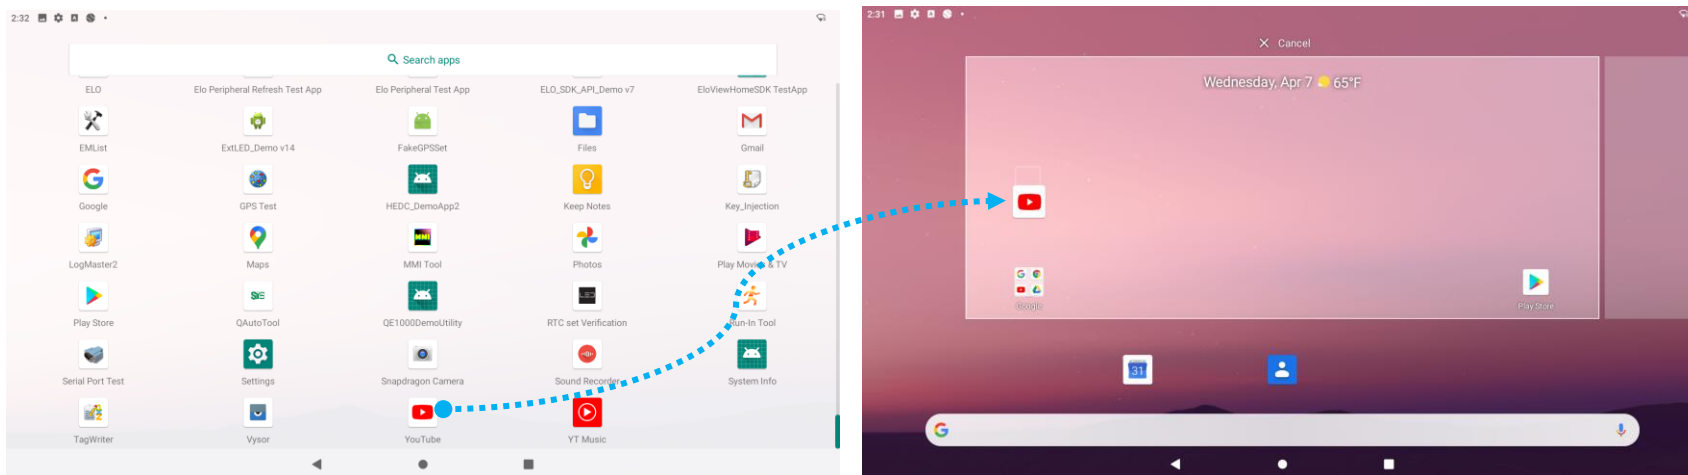 2:32
Search apps
ELO
Elo Peripheral Refresh Test App
Elo Peripheral Test App
ELO_SDK_API_Demo v7
EloViewHomeSDK TestApp
EMList
ExtLED_Demo v14
FakeGPSSet
Files
Gmail
Google
GPS Test
HEDC_DemoApp2
Keep Notes
Key_Injection
LogMaster2
Maps
MMI
MMI Tool
Photos
Play Movies & TV
Play Store
QAutoTool
QE1000DemoUtility
RTC set Verification
Run-In Tool
Serial Port Test
Settings
Snapdragon Camera
Sound Recorder
System Info
TagWriter
Vysor
YouTube
YT Music
2:31
Cancel
Wednesday, Apr 7 65°F
Google
Play Store
31